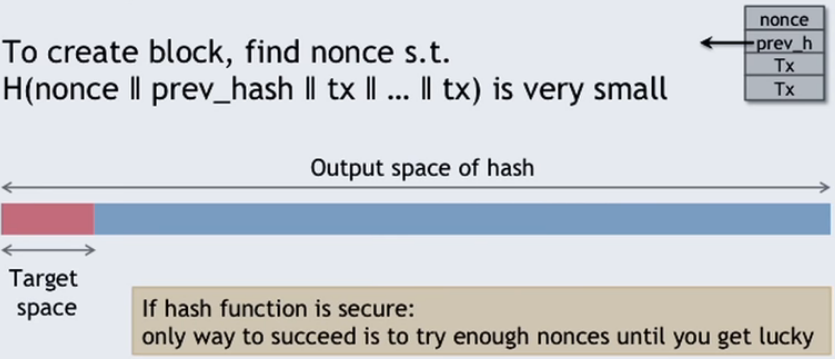 To create block, find nonce s.t.
H(nonce ǁ prev_hash ǁ tx ǁ ... ǁ tx) is very small
nonce
prev_h
Tx
Tx
Output space of hash
Target
space
If hash function is secure:
only way to succeed is to try enough nonces until you get lucky